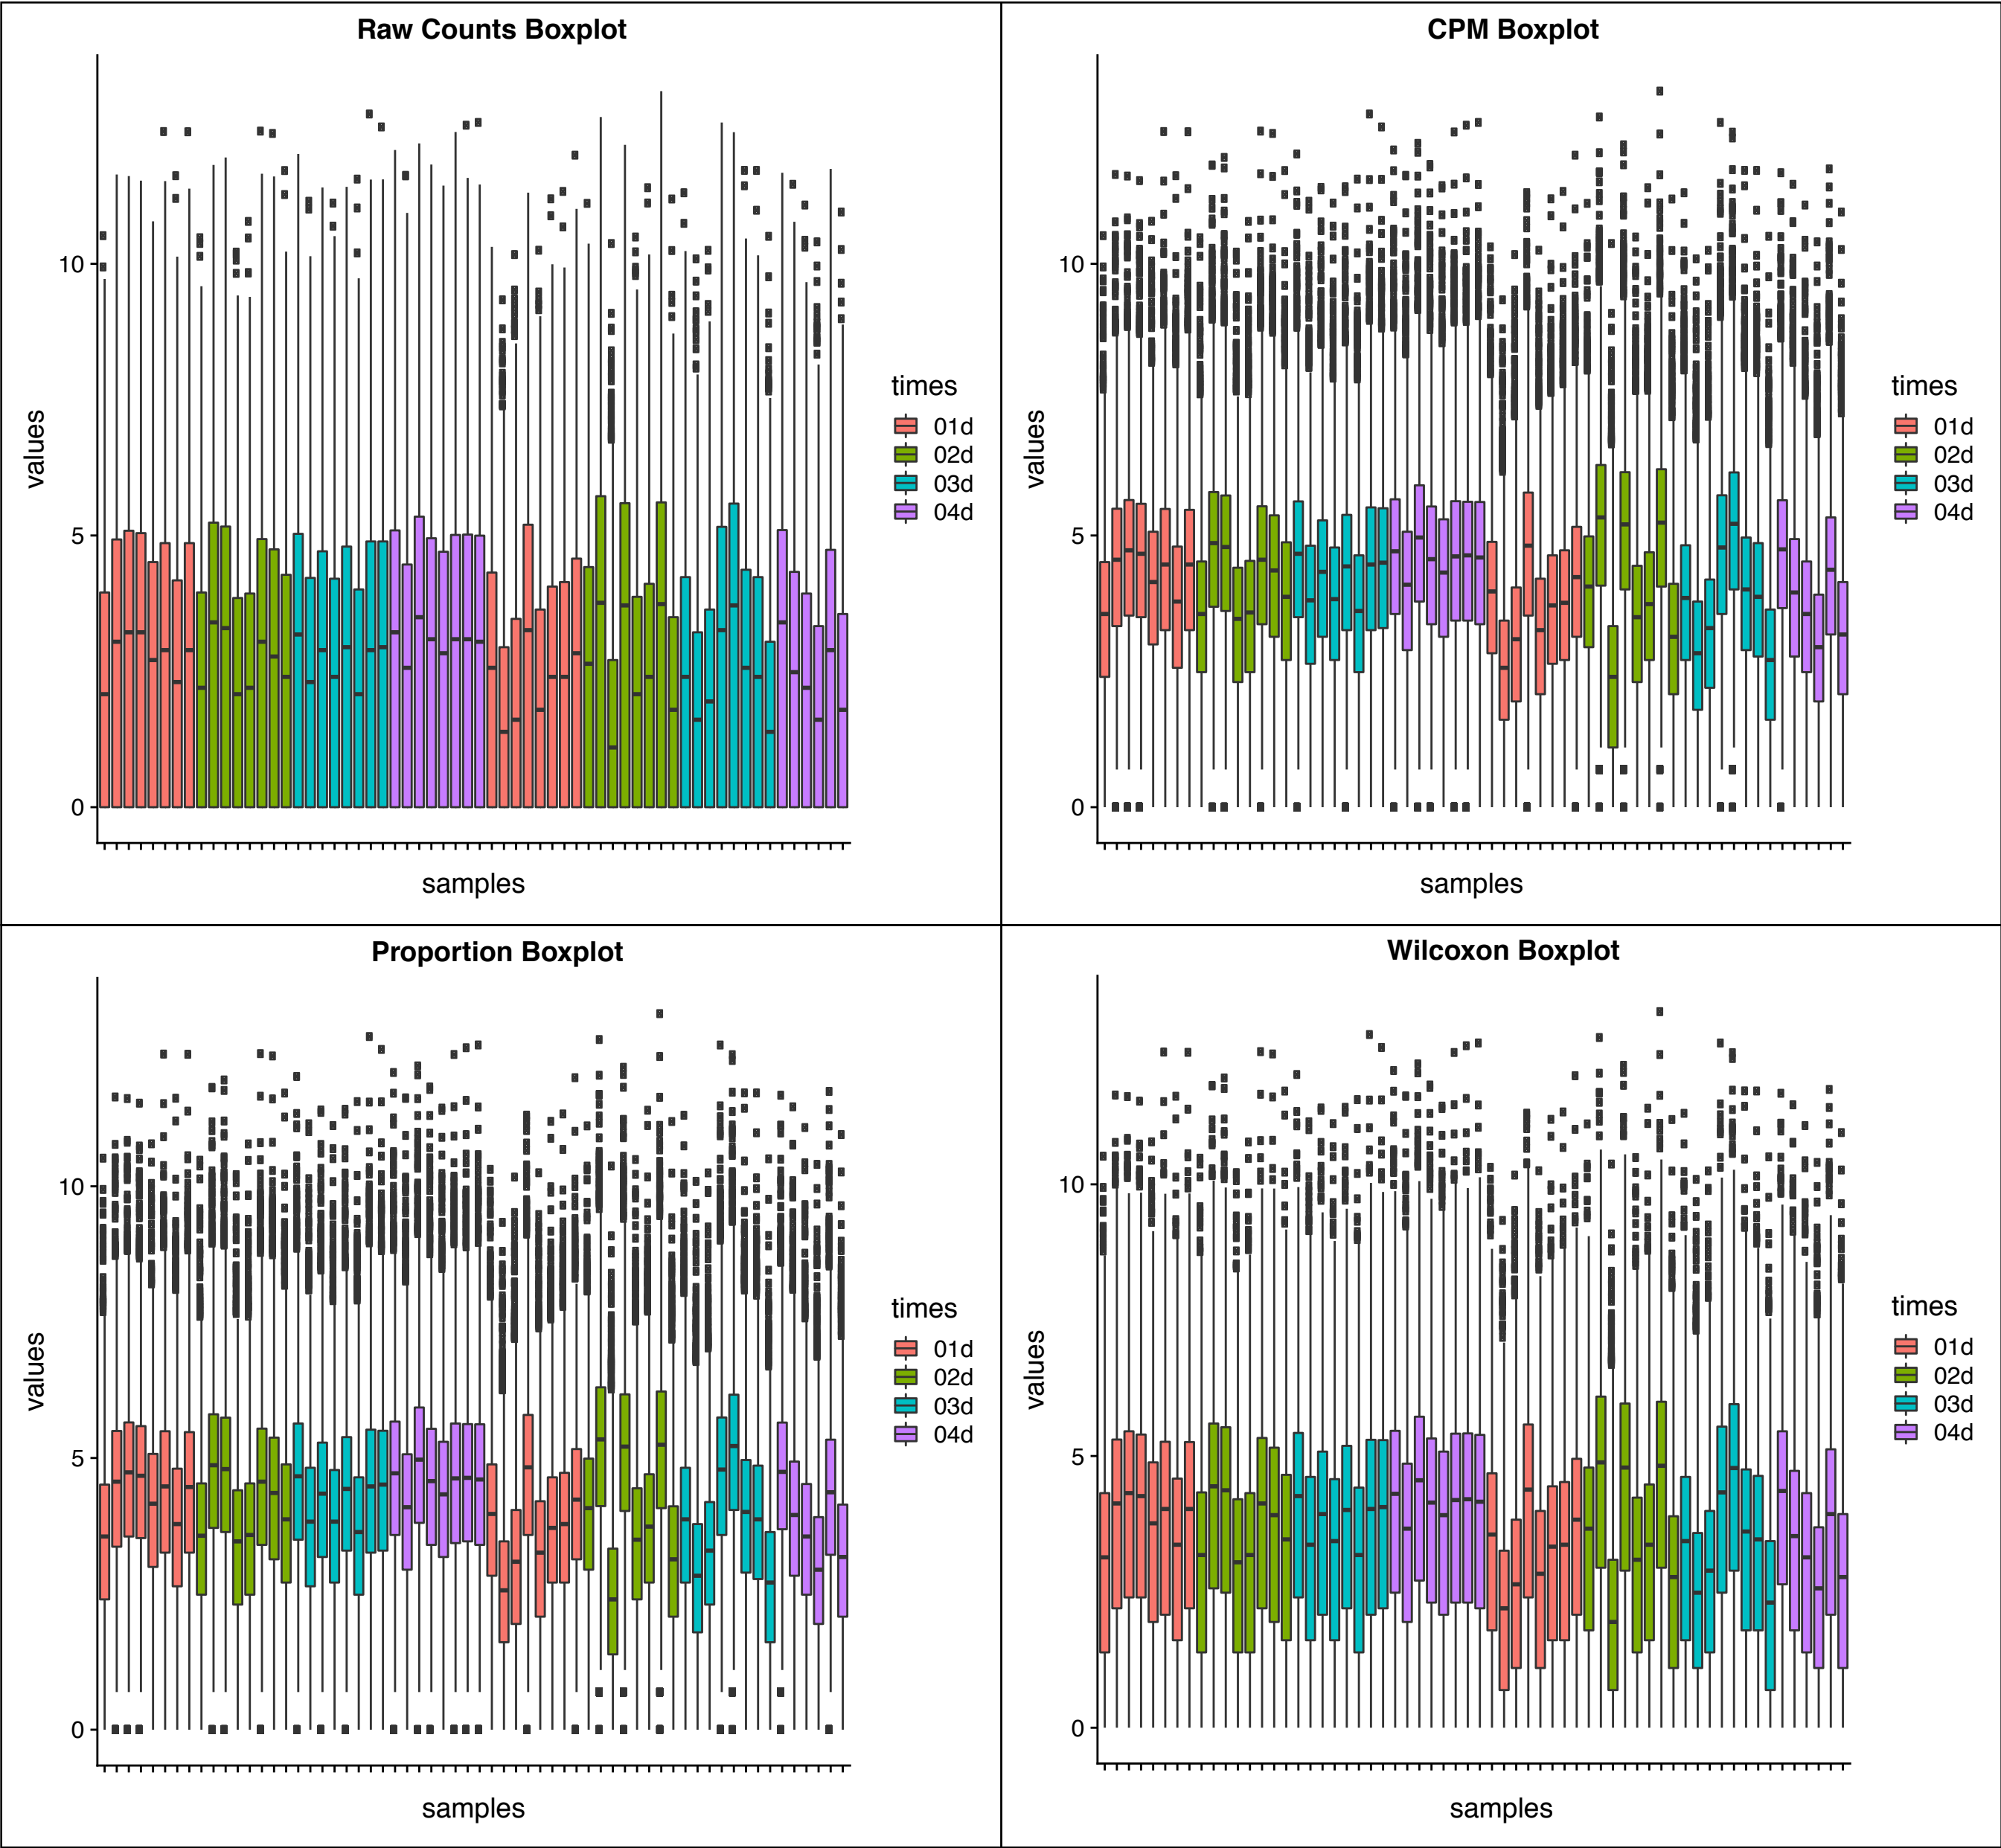 Raw Counts Boxplot
values
10
5
0
samples
times
01d
02d
03d
04d
CPM Boxplot
values
10
5
0
samples
times
01d
02d
03d
04d
Proportion Boxplot
values
10
5
0
samples
times
01d
02d
03d
04d
Wilcoxon Boxplot
values
10
5
0
samples
times
01d
02d
03d
04d